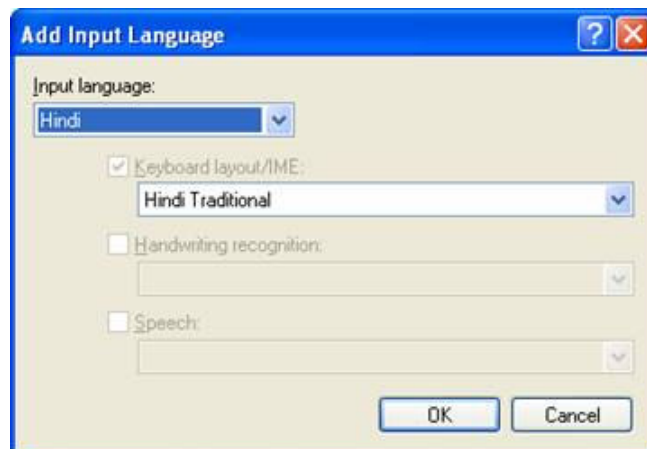 Add Input Language
Input language:
Hindi
Keyboard layout/IME:
Hindi Traditional
Handwriting recognition:
Speech:
OK Cancel